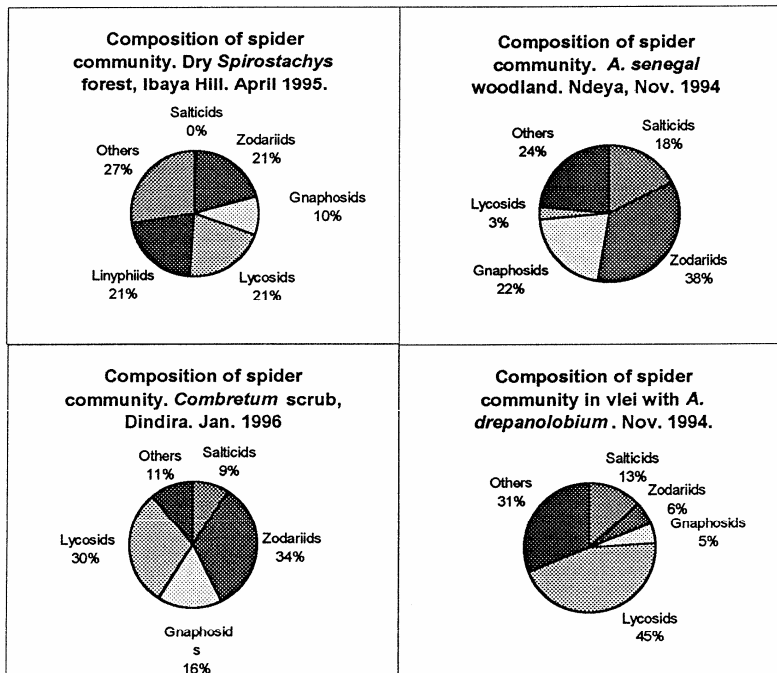 Composition of spider
community. Dry Spirostachys
forest, Ibaya Hill. April 1995.
Salticids
0%
Zodariids
21%
Gnaphosids
10%
Lycosids
21%
Linyphiids
21%
Others
27%
Composition of spider
community. A. senegal
woodland. Ndeya, Nov. 1994
Salticids
18%
Zodariids
38%
Gnaphosids
22%
Lycosids
3%
Others
24%
Composition of spider
community. Combretum scrub,
Dindira. Jan. 1996
Salticids
9%
Zodariids
34%
Gnaphosid
s
16%
Lycosids
30%
Others
11%
Composition of spider
community in vlei with A.
drepanolobium. Nov. 1994.
Salticids
13%
Zodariids
6%
Gnaphosids
5%
Lycosids
45%
Others
31%